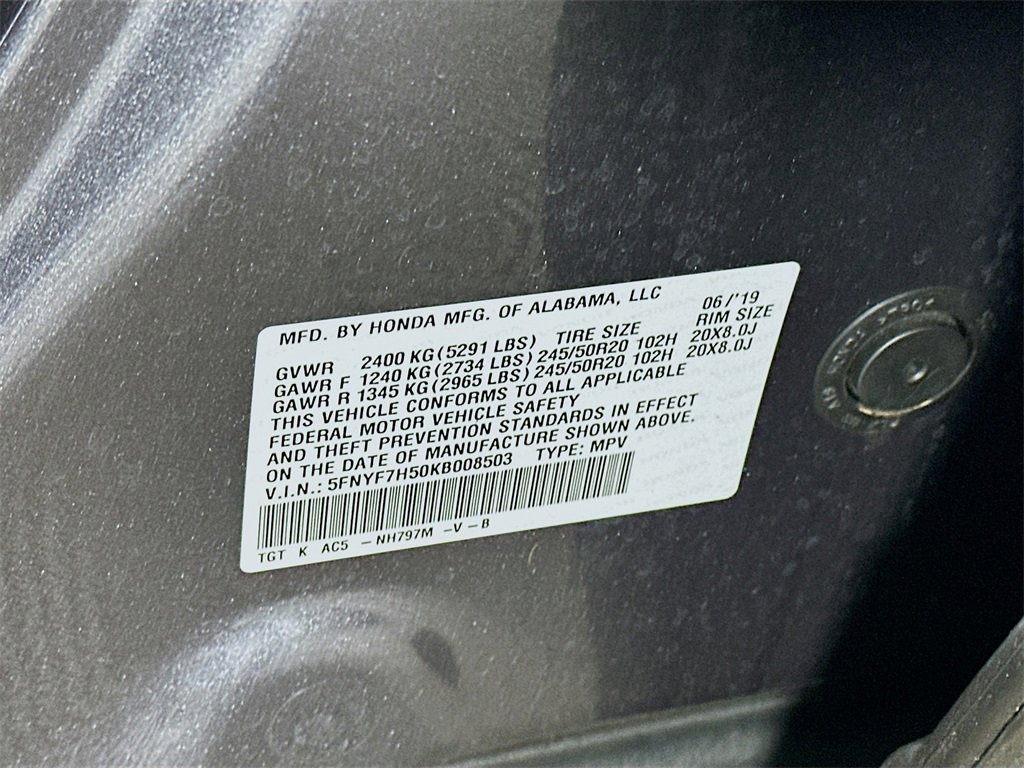 MFD. BY HONDA MFG. OF ALABAMA, LLC 06/'19
GVWR 2400 KG(5291 LBS) TIRE SIZE RIM SIZE
GAWR F 1240 KG(2734 LBS) 245/50R20 102H 20X8.0J
GAWR R 1345 KG(2965 LBS) 245/50R20 102H 20X8.0J
THIS VEHICLE CONFORMS TO ALL APPLICABLE
FEDERAL MOTOR VEHICLE SAFETY
AND THEFT PREVENTION STANDARDS IN EFFECT
ON THE DATE OF MANUFACTURE SHOWN ABOVE.
V.I.N.: 5FNYF7H50KB008503 TYPE: MPV
TGT K AC5 -NH797M -V-B